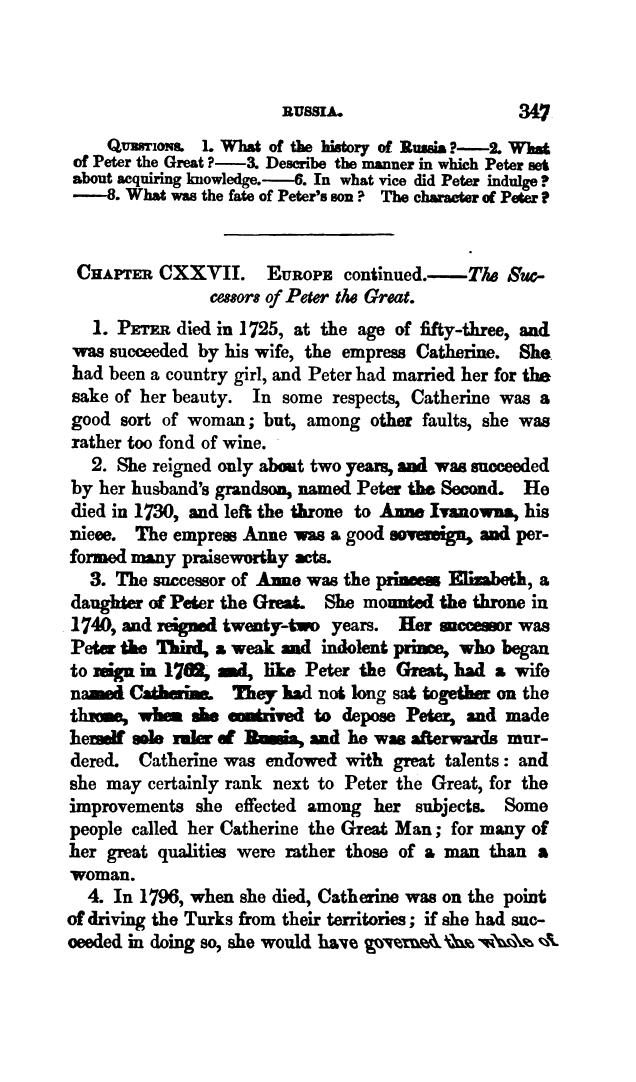 RUSSIA. 347
QUESTIONS. 1. What of the history of Russia?——2. What
of Peter the Great?——3. Describe the manner in which Peter set
about acquiring knowledge.——6. In what vice did Peter indulge?
——8. What was the fate of Peter's son? The character of Peter?
CHAPTER CXXVII. EUROPE continued.——The Suc-
cessors of Peter the Great.
1. PETER died in 1725, at the age of fifty-three, and
was succeeded by his wife, the empress Catherine. She
had been a country girl, and Peter had married her for the
sake of her beauty. In some respects, Catherine was a
good sort of woman; but, among other faults, she was
rather too fond of wine.
2. She reigned only about two years, and was succeeded
by her husband's grandson, named Peter the Second. He
died in 1730, and left the throne to Anne Ivanowna, his
niece. The empress Anne was a good sovereign, and per-
formed many praiseworthy acts.
3. The successor of Anne was the princess Elizabeth, a
daughter of Peter the Great. She mounted the throne in
1740, and reigned twenty-two years. Her successor was
Peter the Third, a weak and indolent prince, who began
to reign in 1762, and, like Peter the Great, had a wife
named Catherine. They had not long sat together on the
throne, when she contrived to depose Peter, and made
herself sole ruler of Russia, and he was afterwards mur-
dered. Catherine was endowed with great talents: and
she may certainly rank next to Peter the Great, for the
improvements she effected among her subjects. Some
people called her Catherine the Great Man; for many of
her great qualities were rather those of a man than a
woman.
4. In 1796, when she died, Catherine was on the point
of driving the Turks from their territories; if she had suc-
ceeded in doing so, she would have governed the whole of